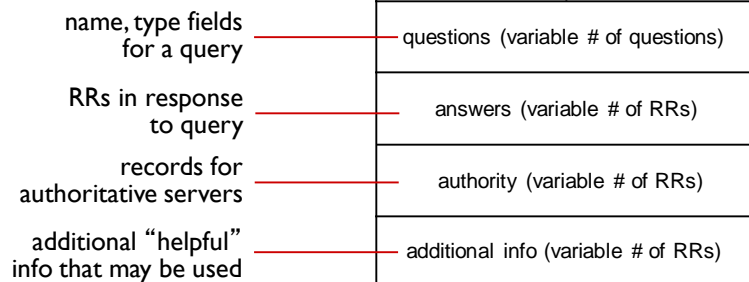 name, type fields
for a query
questions (variable # of questions)
RRs in response
to query
answers (variable # of RRs)
records for
authoritative servers
authority (variable # of RRs)
additional “helpful”
info that may be used
additional info (variable # of RRs)